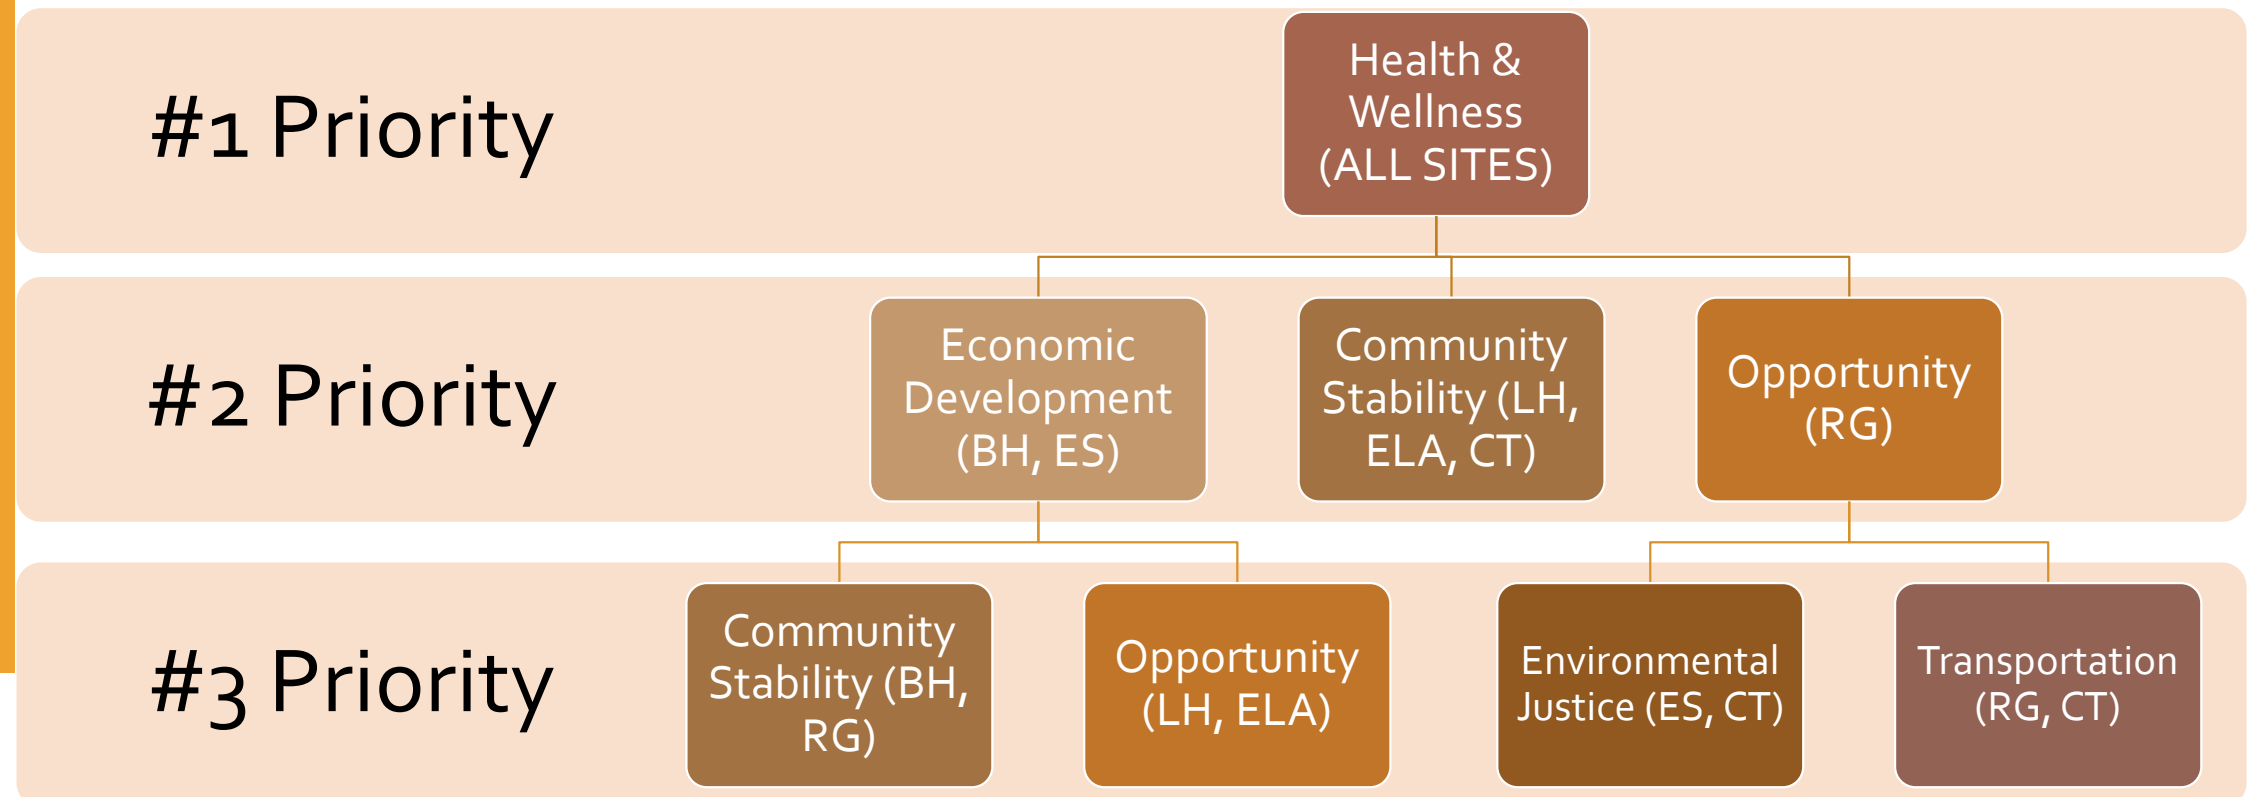 #1 Priority
Health &
Wellness
(ALL SITES)
#2 Priority
Economic
Development
(BH, ES)
Community
Stability (LH,
ELA, CT)
Opportunity
(RG)
#3 Priority
Community
Stability (BH,
RG)
Opportunity
(LH, ELA)
Environmental
Justice (ES, CT)
Transportation
(RG, CT)